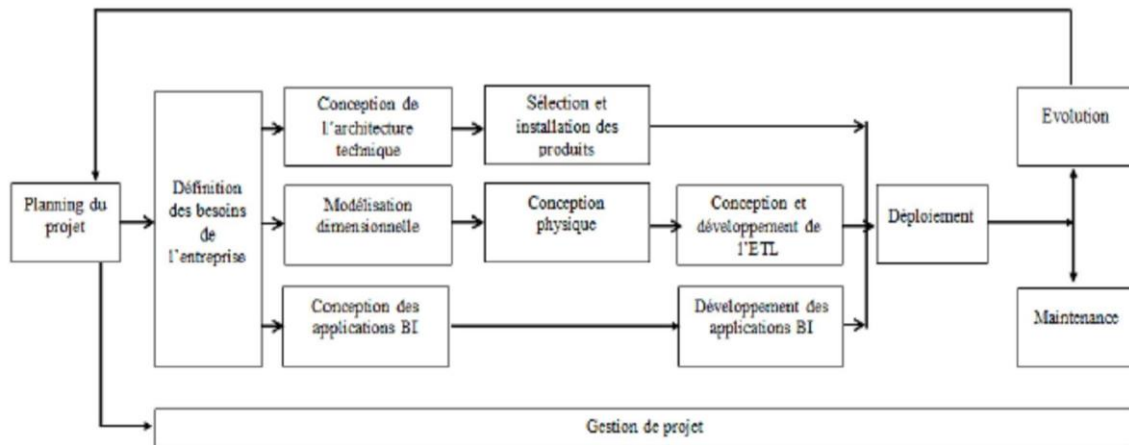 Planning du
projet
Définition
des besoins
de
l'entreprise
Conception de
l'architecture
technique
Sélection et
installation des
produits
Modélisation
dimensionnelle
Conception
physique
Conception et
développement de
l'ETL
Conception des
applications BI
Développement des
applications BI
Dèploiement
Evolution
Maintenance
Gestion de projet